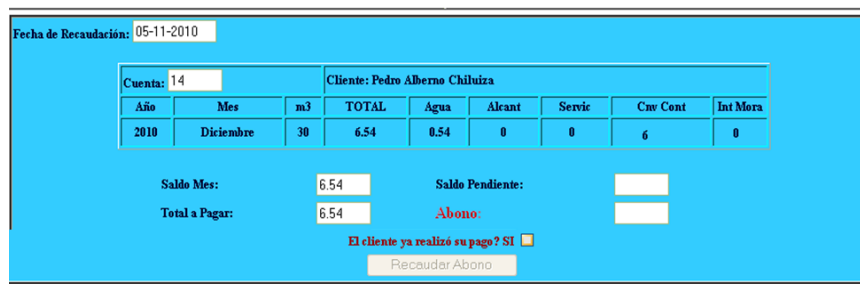 Fecha de Recaudación: 05-11-2010
Cuenta: 14 Cliente: Pedro Alberno Chiluiza
Año Mes m3 TOTAL Agua Alcant Servic Cnv Cont Int Mora
2010 Diciembre 30 6.54 0.54 0 0 6 0
Saldo Mes: 6.54 Saldo Pendiente:
Total a Pagar: 6.54 Abono:
El cliente ya realizó su pago? SI
Recaudar Abono